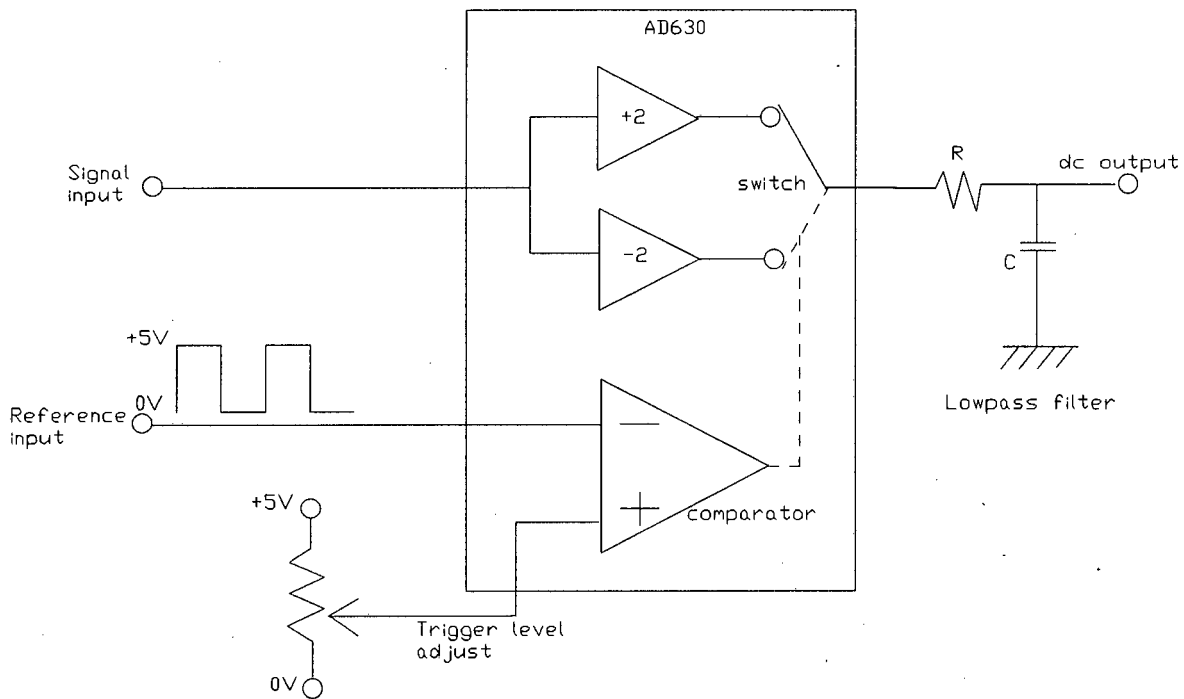 AD630
+2
Signal
input
switch
R
dc output
-2
C
+5V
0V
Reference
input
Lowpass filter
—
+
comparator
+5V
Trigger level
adjust
0V